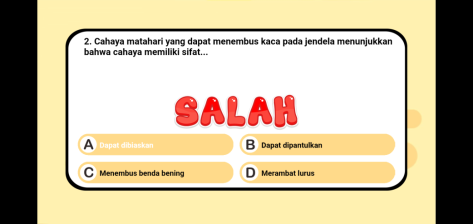 2. Cahaya matahari yang dapat menembus kaca pada jendela menunjukkan
bahwa cahaya memiliki sifat...
SALAH
A Dapat dibiaskan
B Dapat dipantulkan
C Menembus benda bening
D Merambat lurus